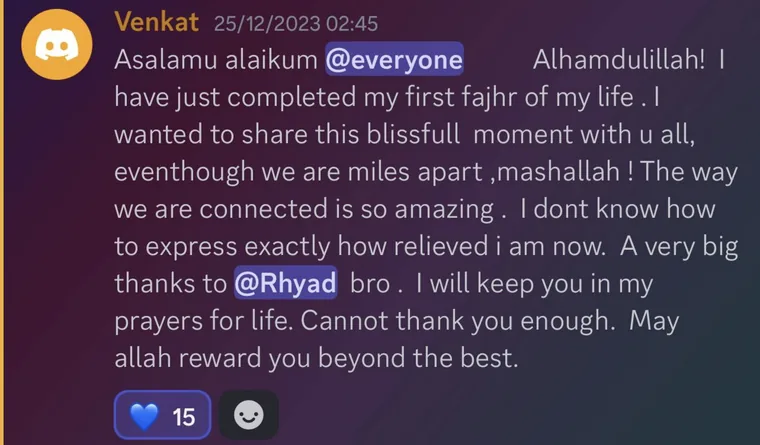 Venkat 25/12/2023 02:45
Asalamu alaikum @everyone Alhamdulillah! I
have just completed my first fajhr of my life . I
wanted to share this blissfull moment with u all,
eventhough we are miles apart ,mashallah ! The way
we are connected is so amazing . I dont know how
to express exactly how relieved i am now. A very big
thanks to @Rhyad bro . I will keep you in my
prayers for life. Cannot thank you enough. May
allah reward you beyond the best.
💙 15